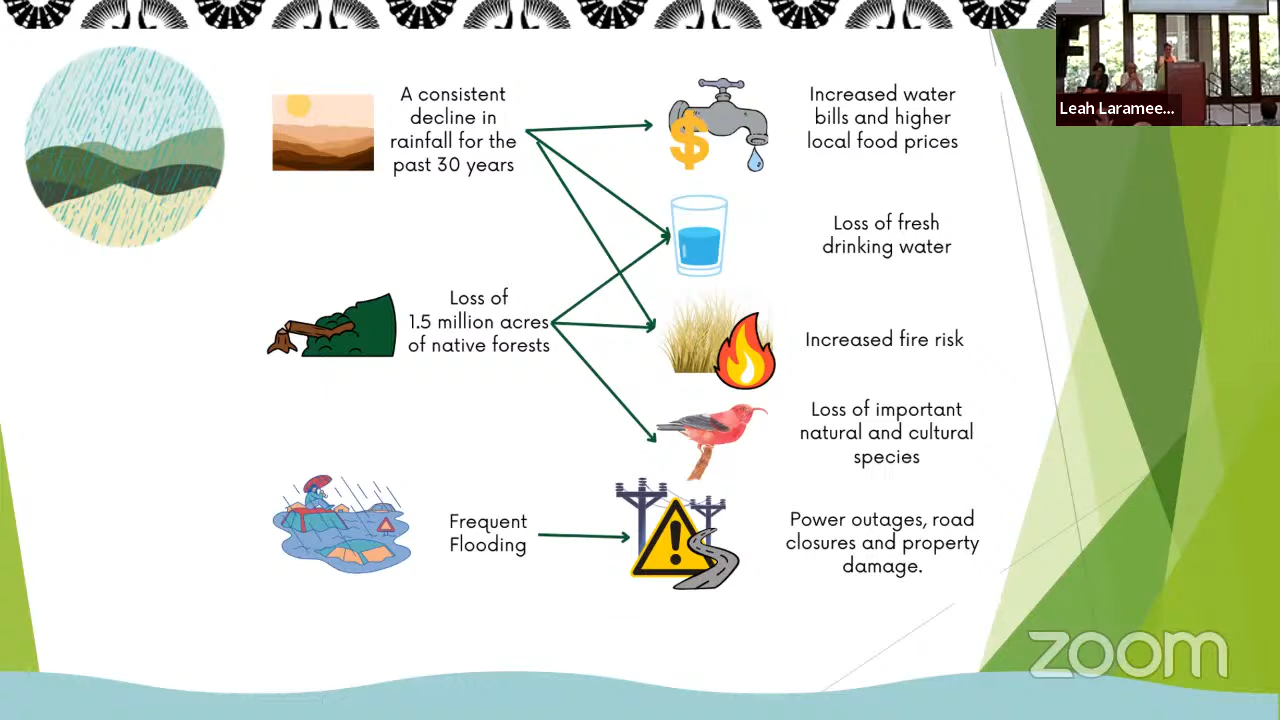 A consistent
decline in
rainfall for the
past 30 years
Increased water
bills and higher
local food prices
Loss of fresh
drinking water
Loss of
1.5 million acres
of native forests
Increased fire risk
Loss of important
natural and cultural
species
Frequent
Flooding
Power outages, road
closures and property
damage.
Leah Laramee...
zoom